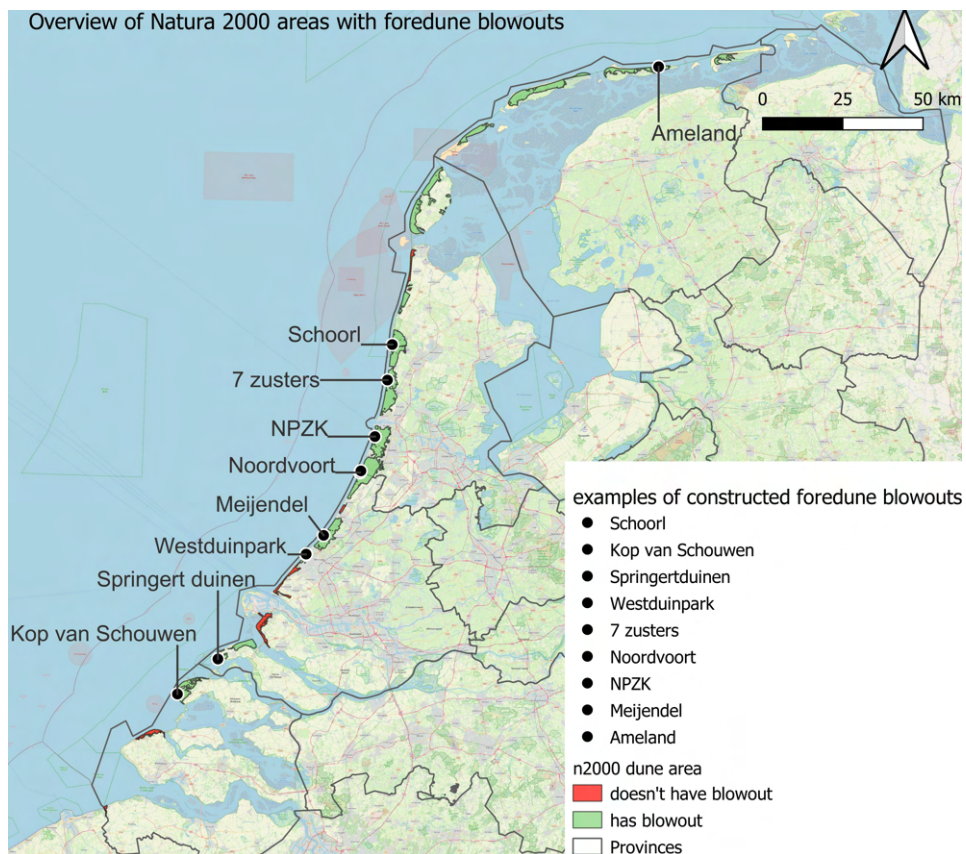 Overview of Natura 2000 areas with foredune blowouts
0 25 50 km
Ameland
Schoorl
7 zusters
NPZK
Noordvoort
Meijendel
Westduinpark
Springert duinen
Kop van Schouwen
examples of constructed foredune blowouts
Schoorl
Kop van Schouwen
Springertduinen
Westduinpark
7 zusters
Noordvoort
NPZK
Meijendel
Ameland
n2000 dune area
doesn't have blowout
has blowout
Provinces